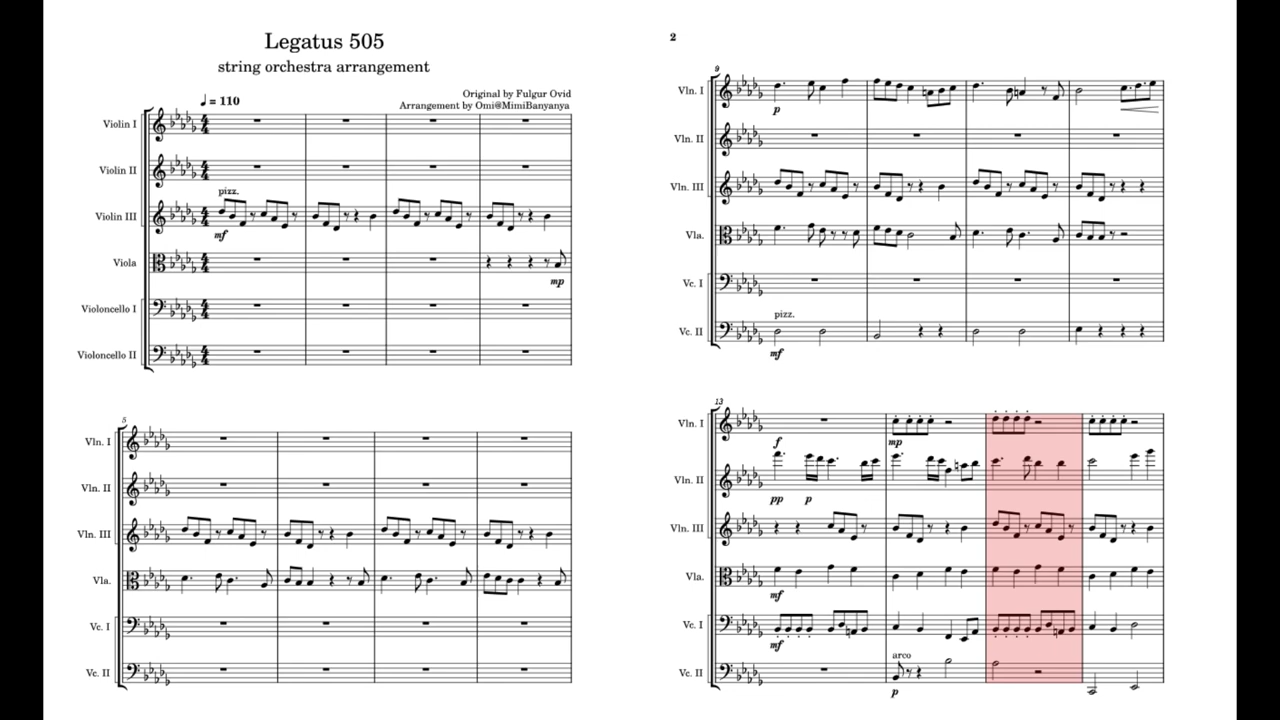 Legatus 505
string orchestra arrangement
Original by Fulgur Ovid
Arrangement by Omi@MimiBanyanya
♩ = 110
Violin I
Violin II
pizz.
Violin III
mf
Viola
mp
Violoncello I
Violoncello II
5
Vln. I
Vln. II
Vln. III
Vla.
Vc. I
Vc. II
2
9
Vln. I
p
Vln. II
Vln. III
Vla.
Vc. I
pizz.
Vc. II
mf
13
Vln. I
f
mp
Vln. II
pp
p
Vln. III
Vla.
mf
Vc. I
mf
arco
Vc. II
p